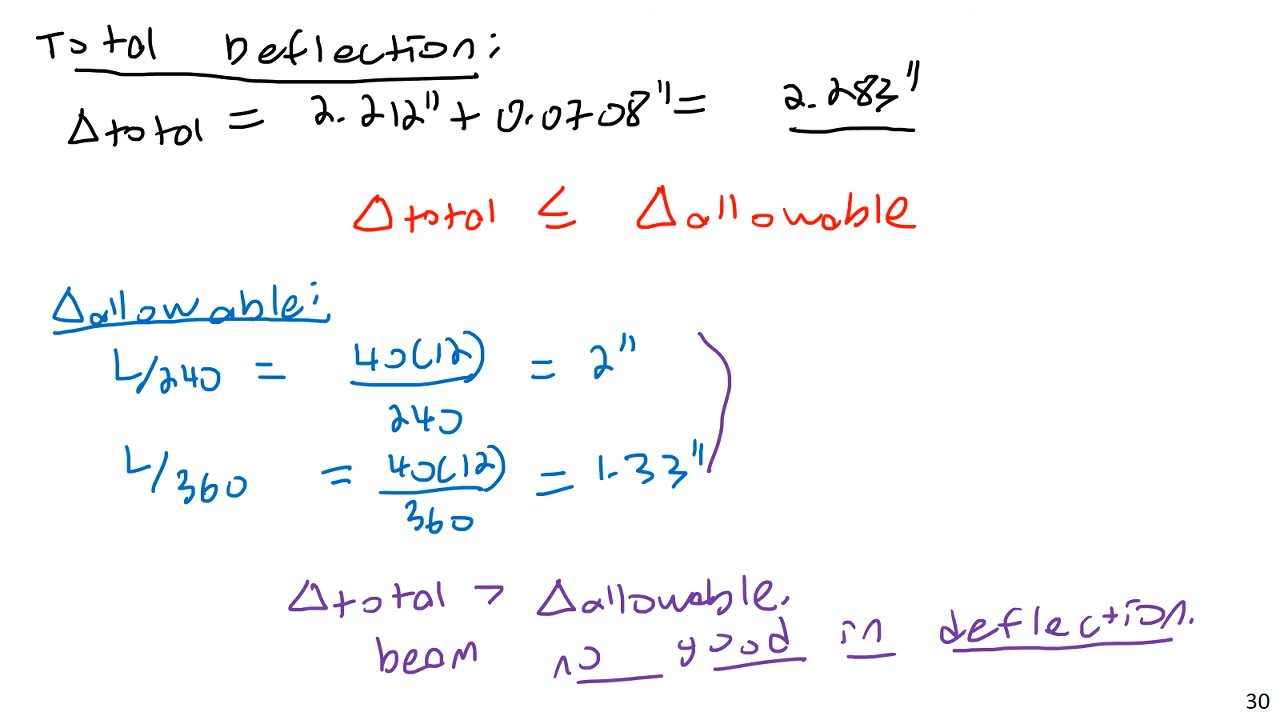 Total Deflection:
Δtotal = 2.212" + 0.0708" = 2.283"
Δtotal ≤ Δallowable
Δallowable:
L/240 = 40(12)/240 = 2"
L/360 = 40(12)/360 = 1.33"
Δtotal > Δallowable.
beam no good in deflection.
30